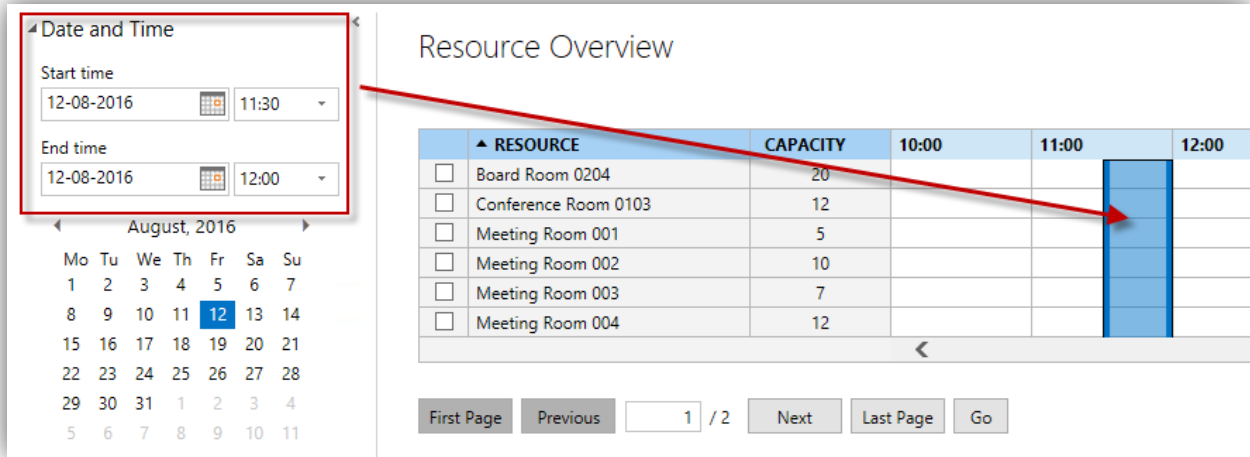 Date and Time
Start time
12-08-2016 11:30
End time
12-08-2016 12:00
August, 2016
Mo Tu We Th Fr Sa Su
1 2 3 4 5 6 7
8 9 10 11 12 13 14
15 16 17 18 19 20 21
22 23 24 25 26 27 28
29 30 31 1 2 3 4
5 6 7 8 9 10 11
Resource Overview
RESOURCE CAPACITY 10:00 11:00 12:00
Board Room 0204 20
Conference Room 0103 12
Meeting Room 001 5
Meeting Room 002 10
Meeting Room 003 7
Meeting Room 004 12
First Page Previous 1 / 2 Next Last Page Go